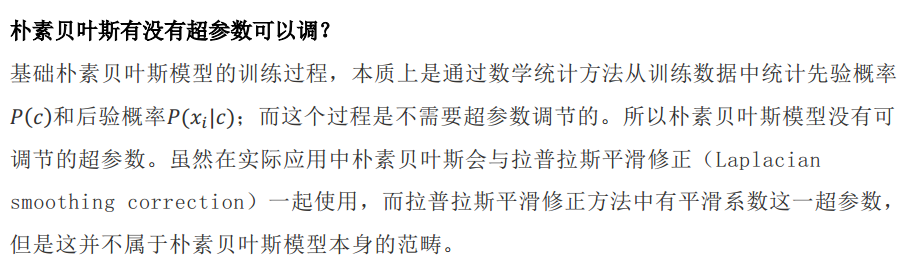 朴素贝叶斯有没有超参数可以调？
基础朴素贝叶斯模型的训练过程，本质上是通过数学统计方法从训练数据中统计先验概率
P(c)和后验概率P(xᵢ|c)；而这个过程是不需要超参数调节的。所以朴素贝叶斯模型没有可
调节的超参数。虽然在实际应用中朴素贝叶斯会与拉普拉斯平滑修正（Laplacian
smoothing correction）一起使用，而拉普拉斯平滑修正方法中有平滑系数这一超参数，
但是这并不属于朴素贝叶斯模型本身的范畴。